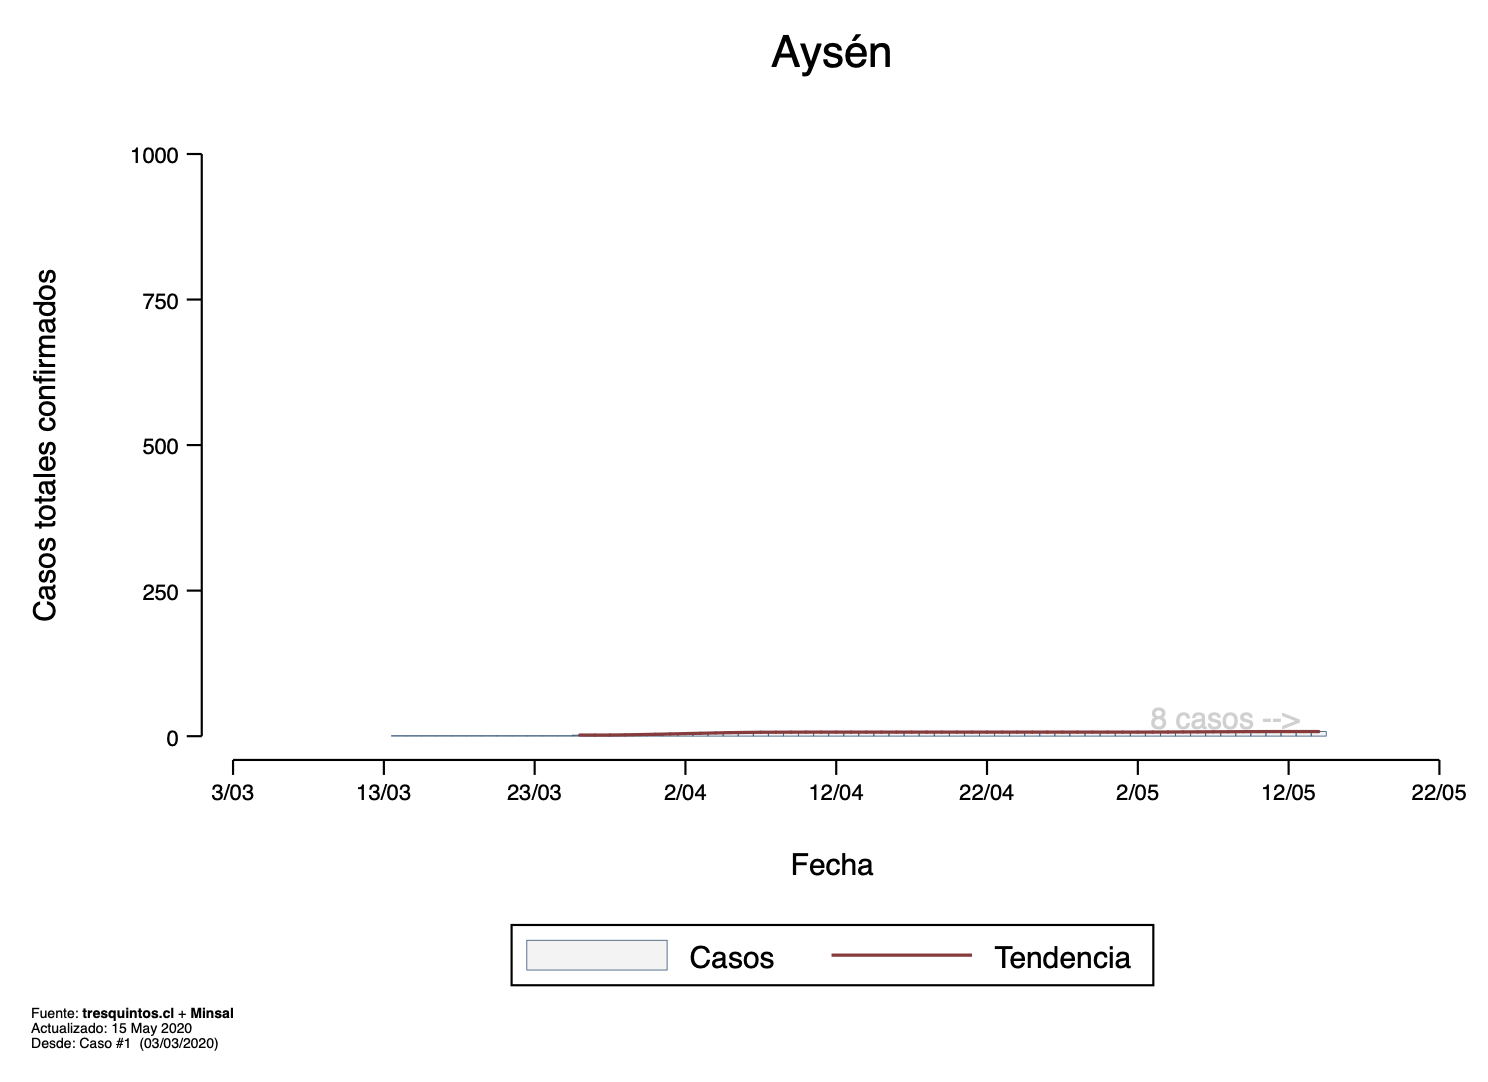 Aysén
Casos totales confirmados
1000
750
500
250
0
8 casos -->
3/03 13/03 23/03 2/04 12/04 22/04 2/05 12/05 22/05
Fecha
Casos Tendencia
Fuente: tresquintos.cl + Minsal
Actualizado: 15 May 2020
Desde: Caso #1 (03/03/2020)